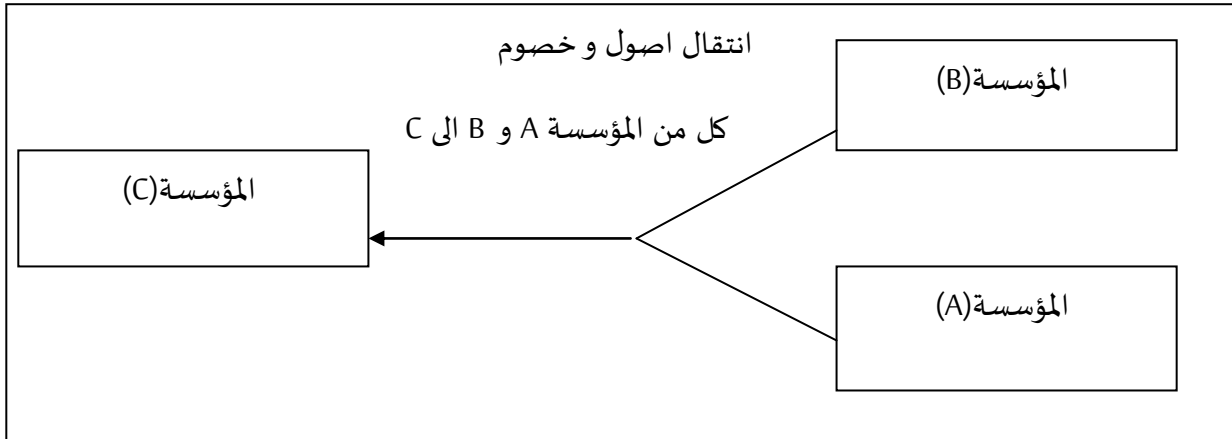 انتقال اصول و خصوم
المؤسسة(B)
كل من المؤسسة A و B الى C
المؤسسة(C)
المؤسسة(A)